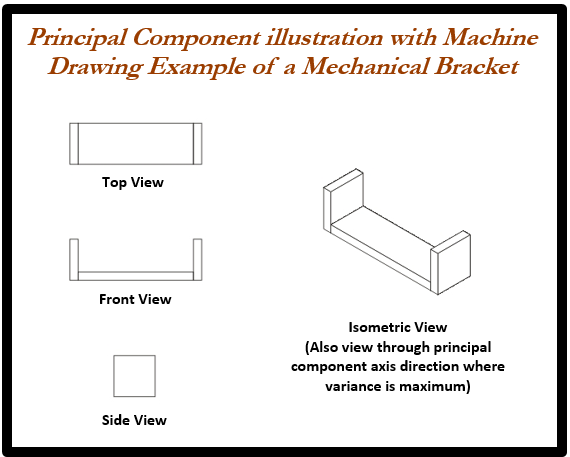 Principal Component illustration with Machine
Drawing Example of a Mechanical Bracket
Top View
Front View
Side View
Isometric View
(Also view through principal
component axis direction where
variance is maximum)